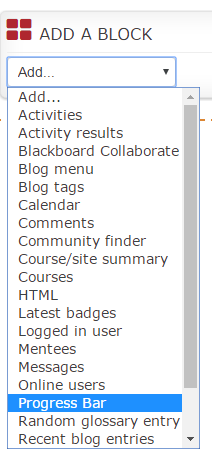 ADD A BLOCK
Add...
Add...
Activities
Activity results
Blackboard Collaborate
Blog menu
Blog tags
Calendar
Comments
Community finder
Course/site summary
Courses
HTML
Latest badges
Logged in user
Mentees
Messages
Online users
Progress Bar
Random glossary entry
Recent blog entries